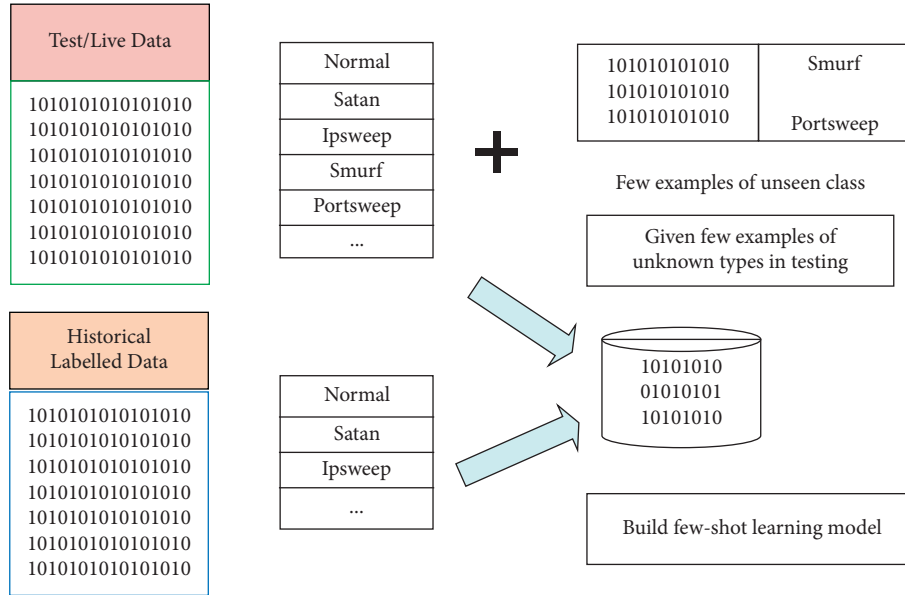 Test/Live Data
1010101010101010
1010101010101010
1010101010101010
1010101010101010
1010101010101010
1010101010101010
1010101010101010
Normal
Satan
Ipsweep
Smurf
Portsweep
...
101010101010
101010101010
101010101010
Smurf
Portsweep
Few examples of unseen class
Given few examples of
unknown types in testing
Historical
Labelled Data
1010101010101010
1010101010101010
1010101010101010
1010101010101010
1010101010101010
1010101010101010
1010101010101010
Normal
Satan
Ipsweep
...
10101010
01010101
10101010
Build few-shot learning model